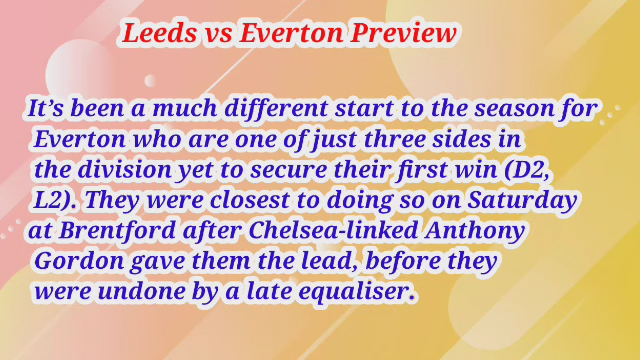 Leeds vs Everton Preview
It’s been a much different start to the season for
Everton who are one of just three sides in
the division yet to secure their first win (D2,
L2). They were closest to doing so on Saturday
at Brentford after Chelsea-linked Anthony
Gordon gave them the lead, before they
were undone by a late equaliser.